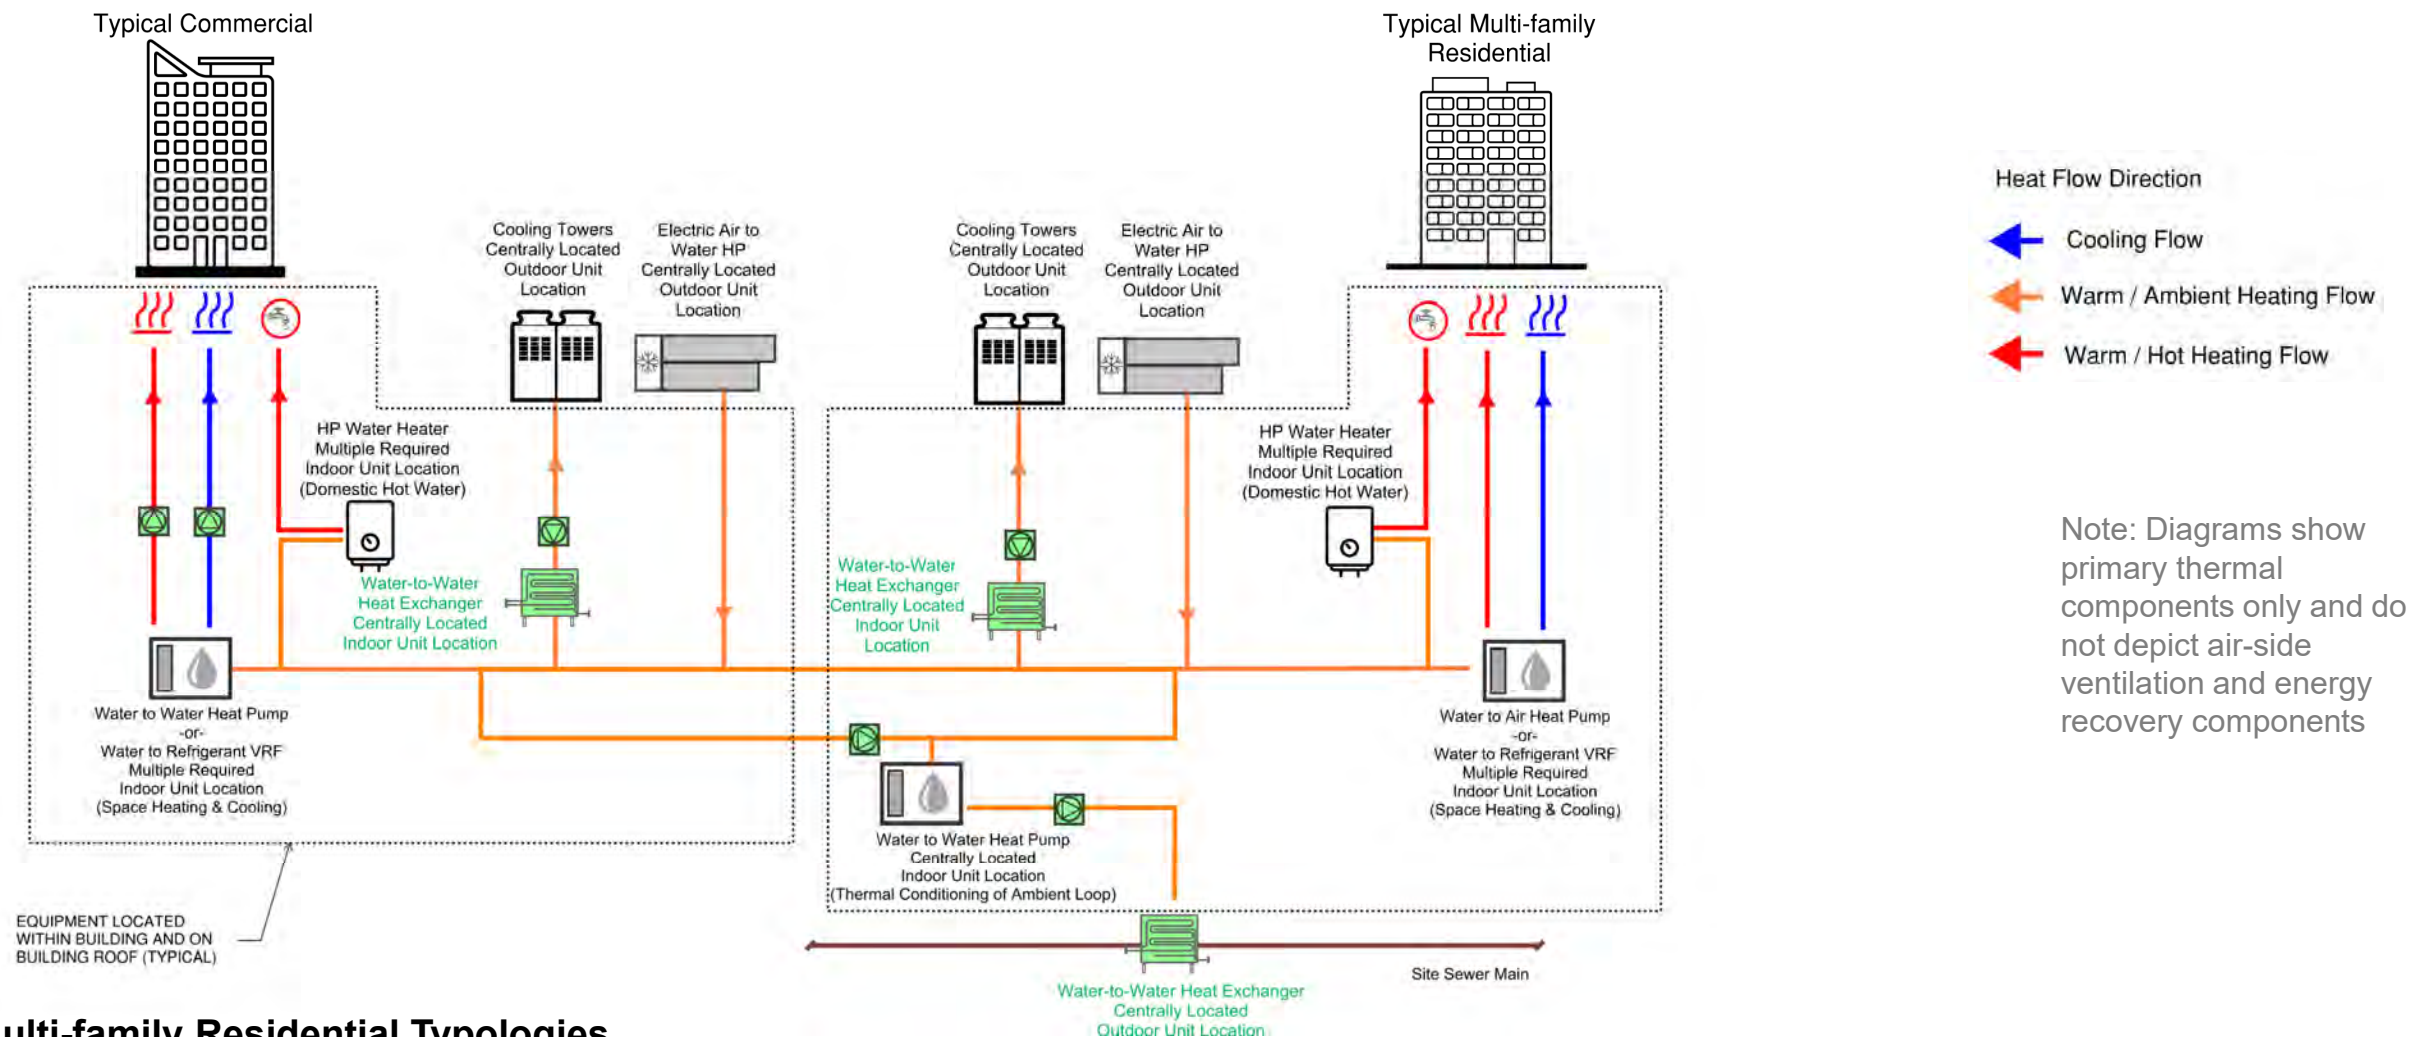 Typical Commercial
Typical Multi-family
Residential
Heat Flow Direction
Cooling Flow
Warm / Ambient Heating Flow
Warm / Hot Heating Flow
Cooling Towers
Centrally Located
Outdoor Unit
Location
Electric Air to
Water HP
Centrally Located
Outdoor Unit
Location
Cooling Towers
Centrally Located
Outdoor Unit
Location
Electric Air to
Water HP
Centrally Located
Outdoor Unit
Location
HP Water Heater
Multiple Required
Indoor Unit Location
(Domestic Hot Water)
HP Water Heater
Multiple Required
Indoor Unit Location
(Domestic Hot Water)
Water-to-Water
Heat Exchanger
Centrally Located
Indoor Unit Location
Water-to-Water
Heat Exchanger
Centrally Located
Indoor Unit
Location
Note: Diagrams show
primary thermal
components only and do
not depict air-side
ventilation and energy
recovery components
Water to Water Heat Pump
-or-
Water to Refrigerant VRF
Multiple Required
Indoor Unit Location
(Space Heating & Cooling)
Water to Air Heat Pump
-or-
Water to Refrigerant VRF
Multiple Required
Indoor Unit Location
(Space Heating & Cooling)
Water to Water Heat Pump
Centrally Located
Indoor Unit Location
(Thermal Conditioning of Ambient Loop)
EQUIPMENT LOCATED
WITHIN BUILDING AND ON
BUILDING ROOF (TYPICAL)
Site Sewer Main
Water-to-Water Heat Exchanger
Centrally Located
Outdoor Unit Location
ulti-family Residential Typologies